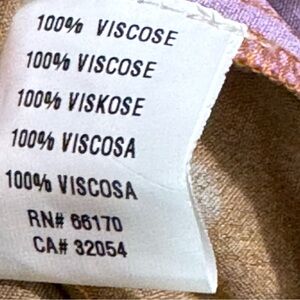 100% VISCOSE
100% VISCOSE
100% VISKOSE
100% VISCOSA
100% VISCOSA
RN# 66170
CA# 32054